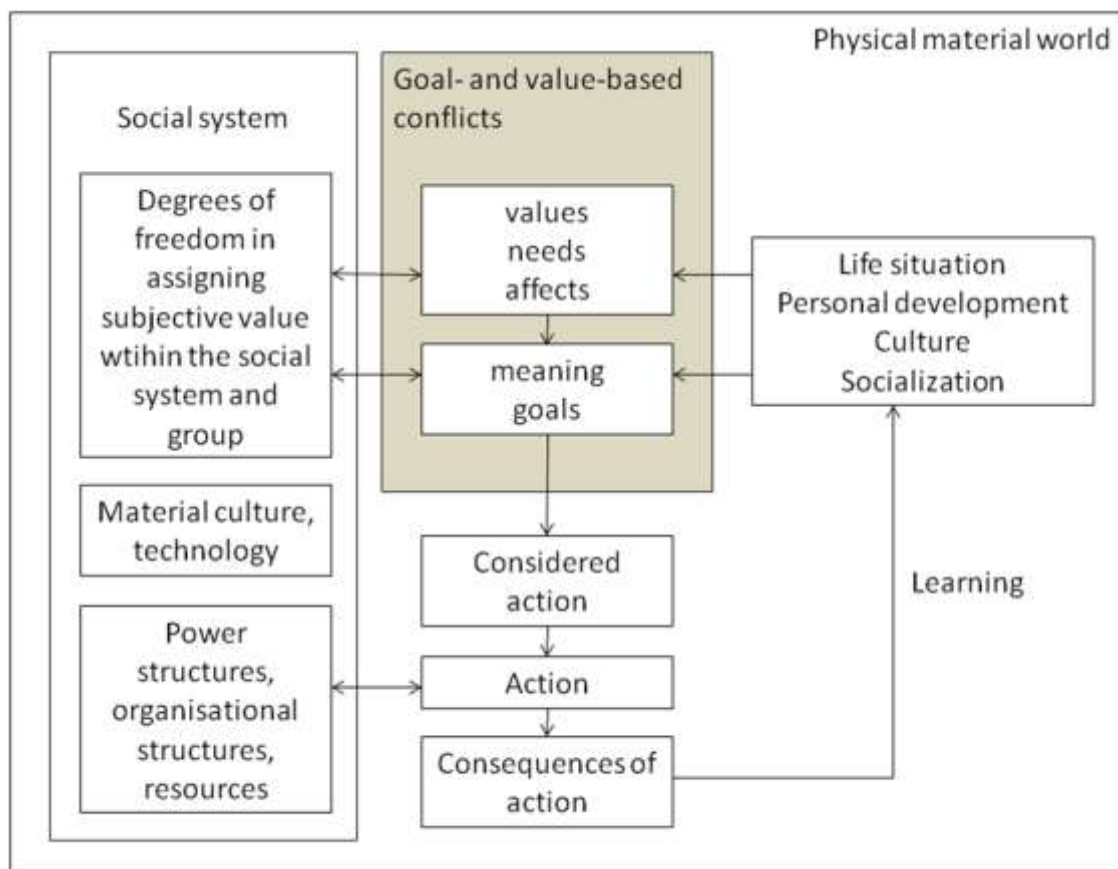 Physical material world
Social system
Degrees of
freedom in
assigning
subjective value
wtihin the social
system and
group
Material culture,
technology
Power
structures,
organisational
structures,
resources
Goal- and value-based
conflicts
values
needs
affects
meaning
goals
Considered
action
Action
Consequences of
action
Life situation
Personal development
Culture
Socialization
Learning